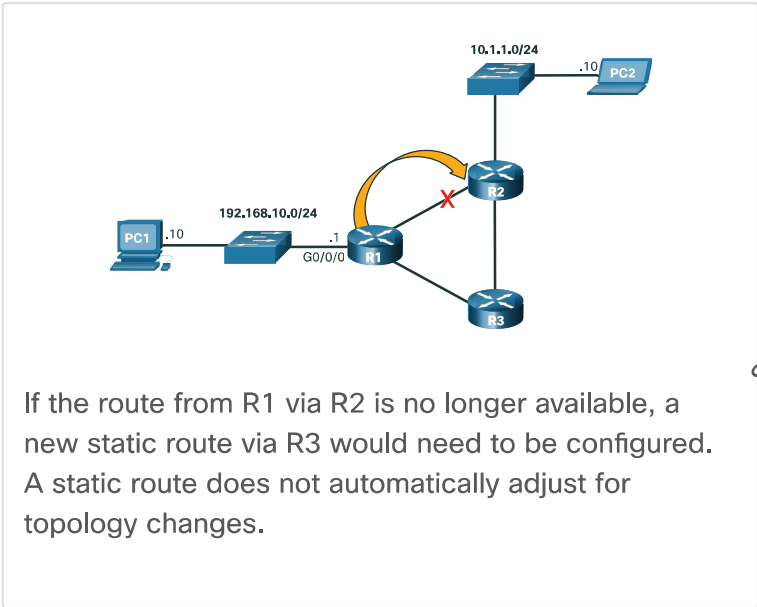 10.1.1.0/24
.10
PC2
R2
X
192.168.10.0/24
PC1
.10
.1
G0/0/0
R1
R3
If the route from R1 via R2 is no longer available, a
new static route via R3 would need to be configured.
A static route does not automatically adjust for
topology changes.